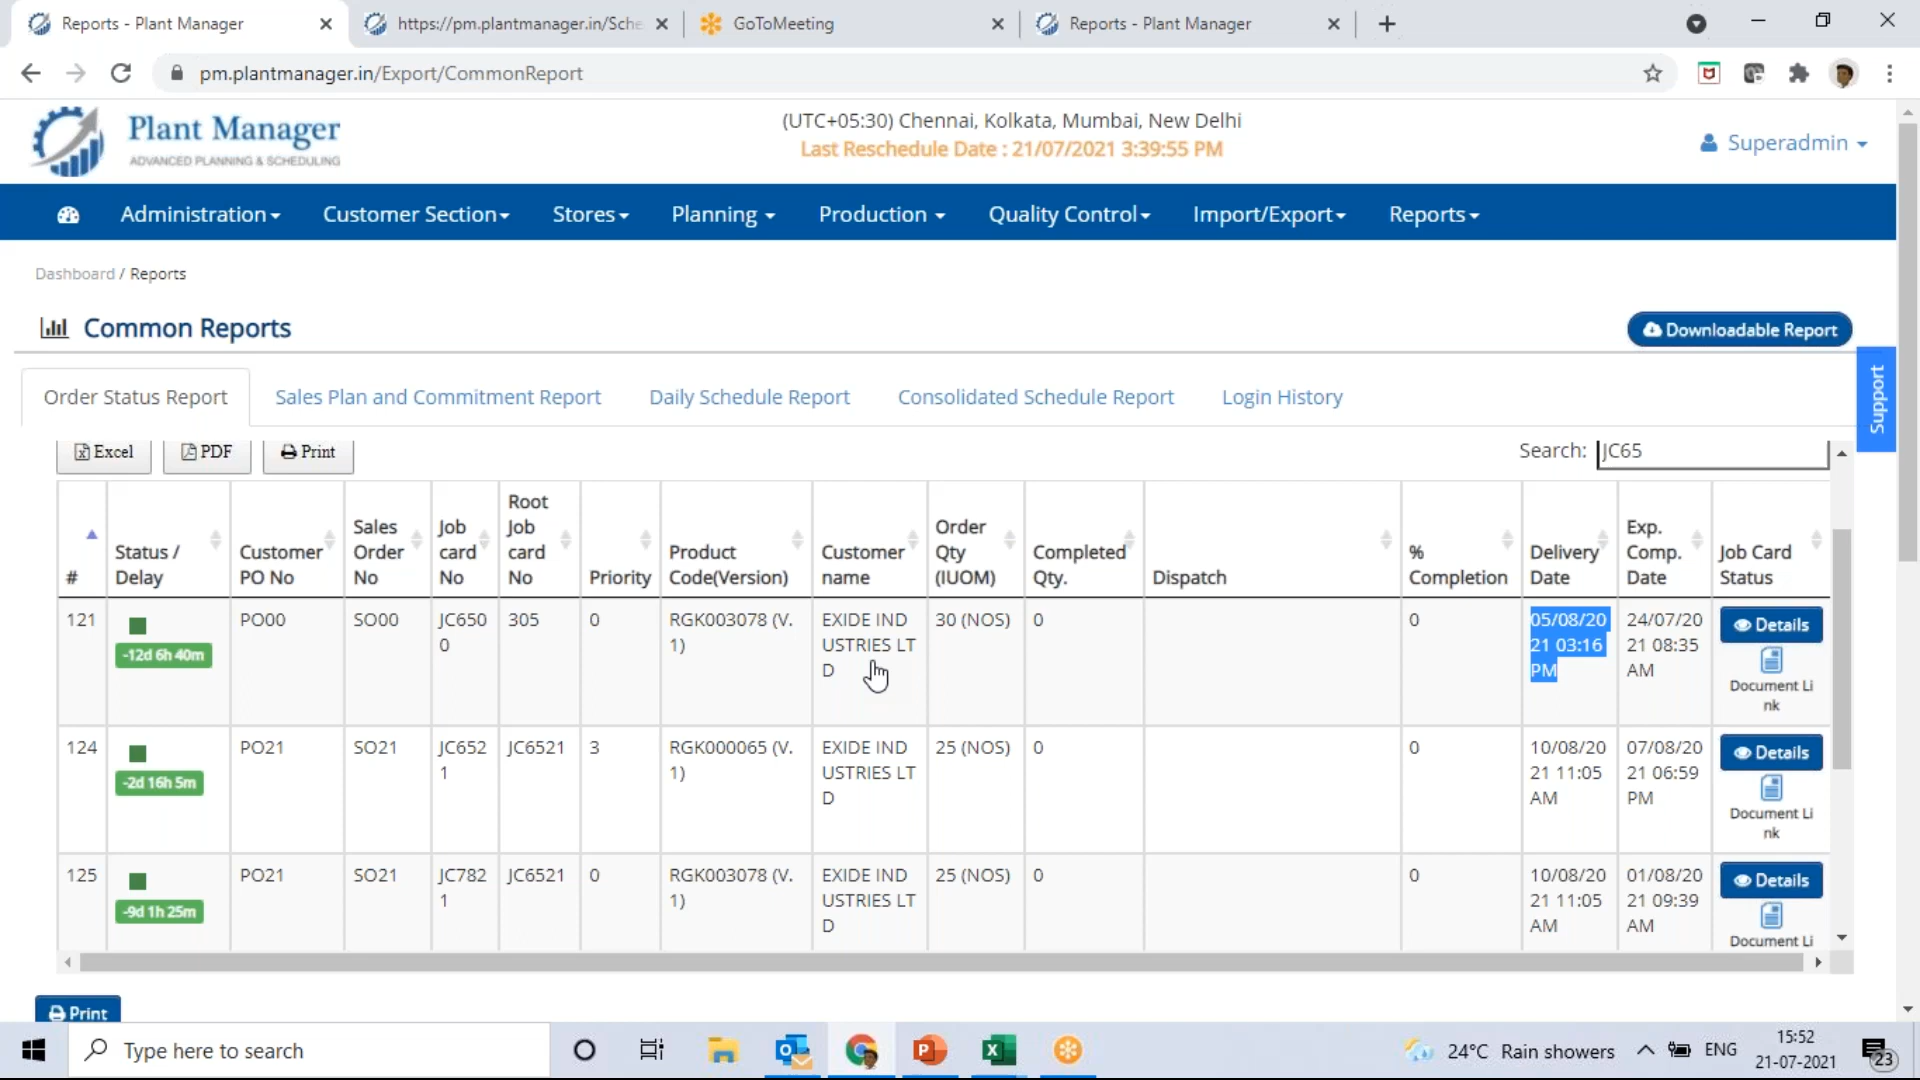 Reports - Plant Manager
https://pm.plantmanager.in/Sche
GoToMeeting
Reports - Plant Manager
pm.plantmanager.in/Export/CommonReport
Plant Manager
ADVANCED PLANNING & SCHEDULING
(UTC+05:30) Chennai, Kolkata, Mumbai, New Delhi
Last Reschedule Date : 21/07/2021 3:39:55 PM
Superadmin
Administration
Customer Section
Stores
Planning
Production
Quality Control
Import/Export
Reports
Dashboard / Reports
Common Reports
Downloadable Report
Support
Order Status Report
Sales Plan and Commitment Report
Daily Schedule Report
Consolidated Schedule Report
Login History
Excel
PDF
Print
Search: JC65
#
Status /
Delay
Customer
PO No
Sales
Order
No
Job
card
No
Root
Job
card
No
Priority
Product
Code(Version)
Customer
name
Order
Qty
(IUOM)
Completed
Qty.
Dispatch
%
Completion
Delivery
Date
Exp.
Comp.
Date
Job Card
Status
121
-12d 6h 40m
PO00
SO00
JC650
0
305
0
RGK003078 (V.
1)
EXIDE IND
USTRIES LT
D
30 (NOS)
0
0
05/08/20
21 03:16
PM
24/07/20
21 08:35
AM
Details
Document Li
nk
124
-2d 16h 5m
PO21
SO21
JC652
1
JC6521
3
RGK000065 (V.
1)
EXIDE IND
USTRIES LT
D
25 (NOS)
0
0
10/08/20
21 11:05
AM
07/08/20
21 06:59
PM
Details
Document Li
nk
125
-9d 1h 25m
PO21
SO21
JC782
1
JC6521
0
RGK003078 (V.
1)
EXIDE IND
USTRIES LT
D
25 (NOS)
0
0
10/08/20
21 11:05
AM
01/08/20
21 09:39
AM
Details
Document Li
Print
Type here to search
24°C Rain showers
ENG
15:52
21-07-2021
23